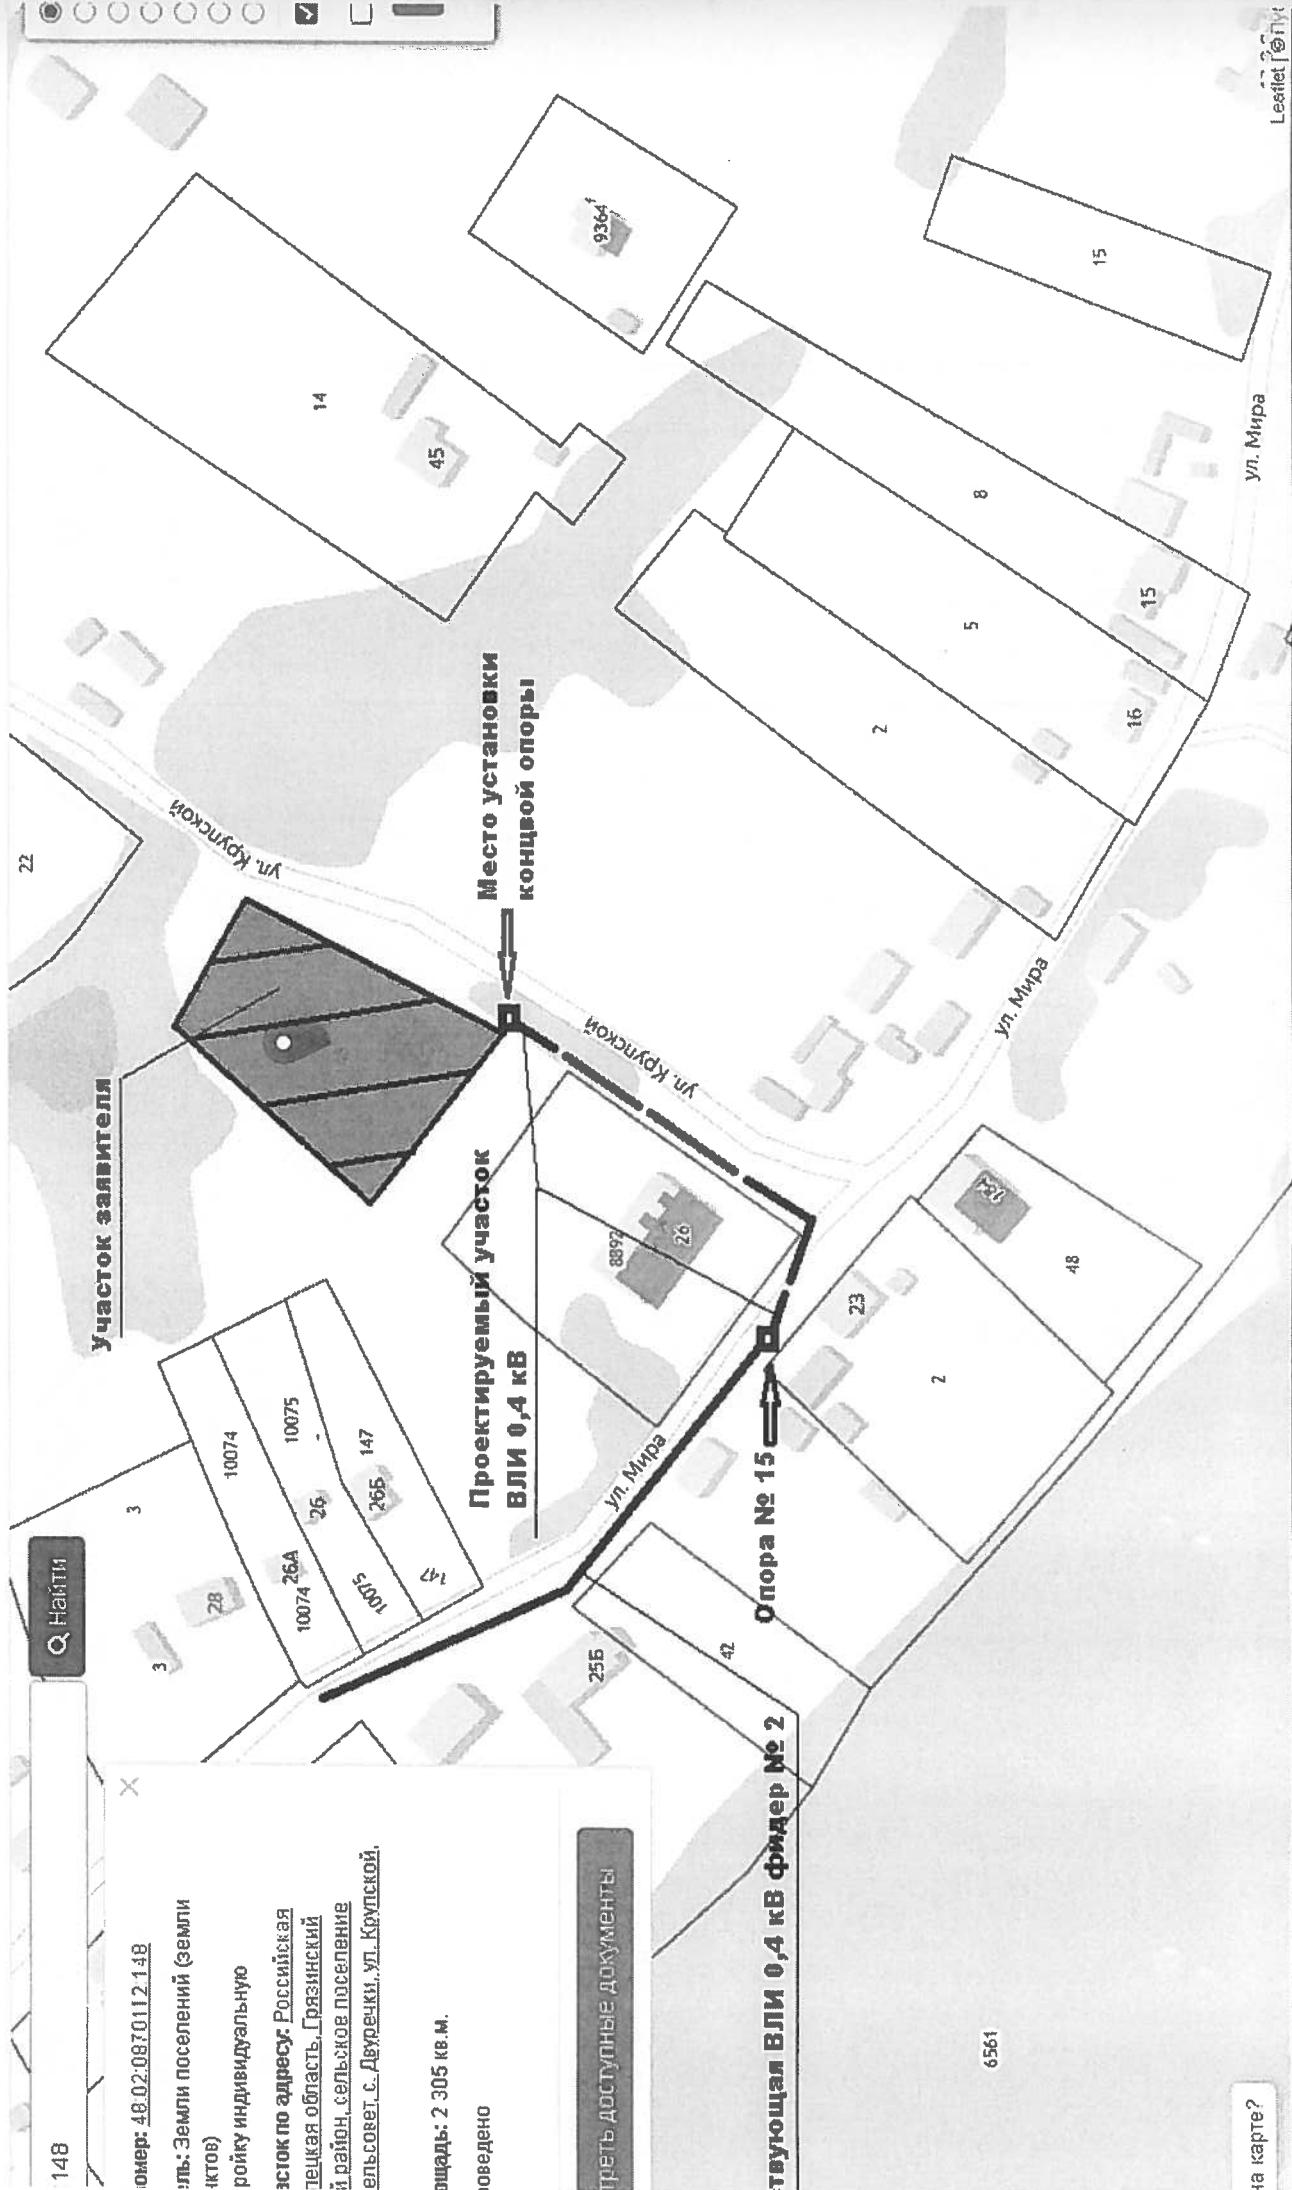 148
Найти
омер: 48:02:0870112:148
ель: Земли поселений (земли
нктов)
ройку индивидуальную
асток по адресу: Российская
пецкая область, Грязинский
й район, сельское поселение
ельсовет, с. Двуречки, ул. Крупской,
ощадь: 2 305 кв.м.
роведено
треть доступные документы
ствующая ВЛИ 0,4 кВ фидер № 2
6561
на карте?
Участок заявителя
Проектируемый участок
ВЛИ 0,4 кВ
Место установки
концвой опоры
Опора № 15
ул. Крупской
ул. Крупской
ул. Мира
ул. Мира
ул. Мира
22
14
45
9364
15
8
5
2
15
16
3
3
28
10074
10074
26А
26
10075
10075
147
147
26Б
8892
26
23
2
48
25Б
42
Leaflet